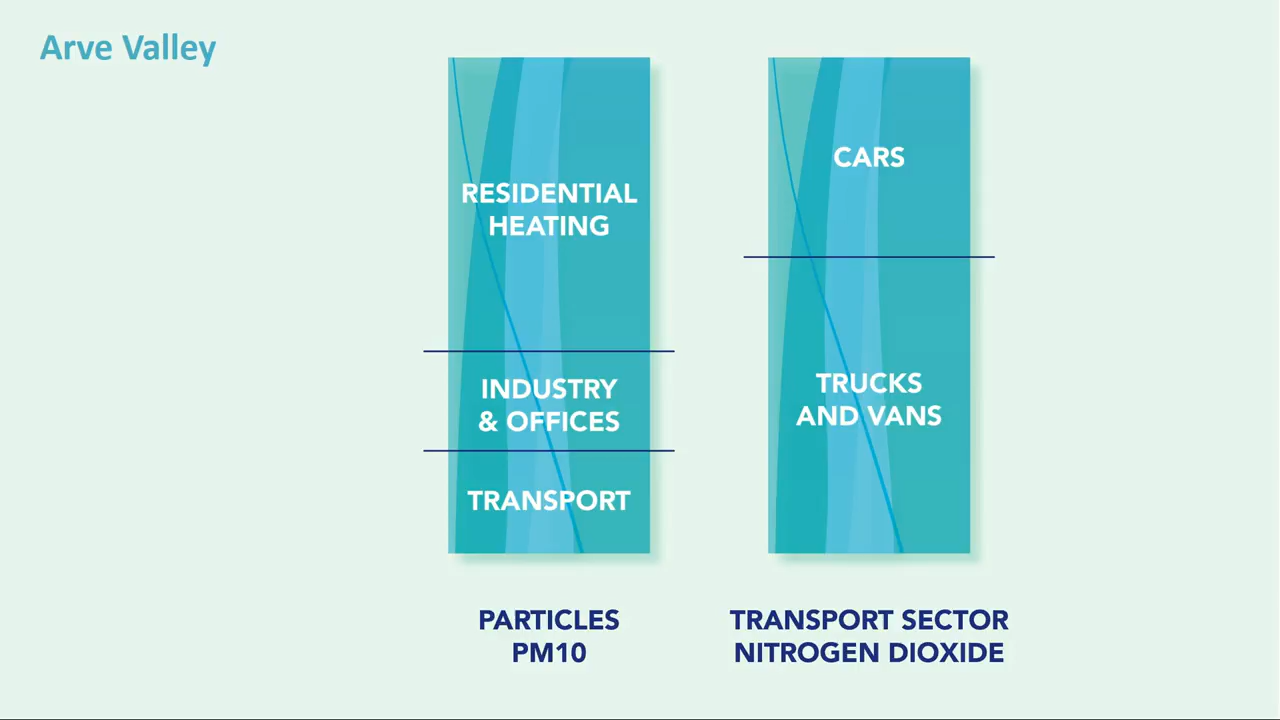 Arve Valley
RESIDENTIAL
HEATING
INDUSTRY
& OFFICES
TRANSPORT
PARTICLES
PM10
CARS
TRUCKS
AND VANS
TRANSPORT SECTOR
NITROGEN DIOXIDE